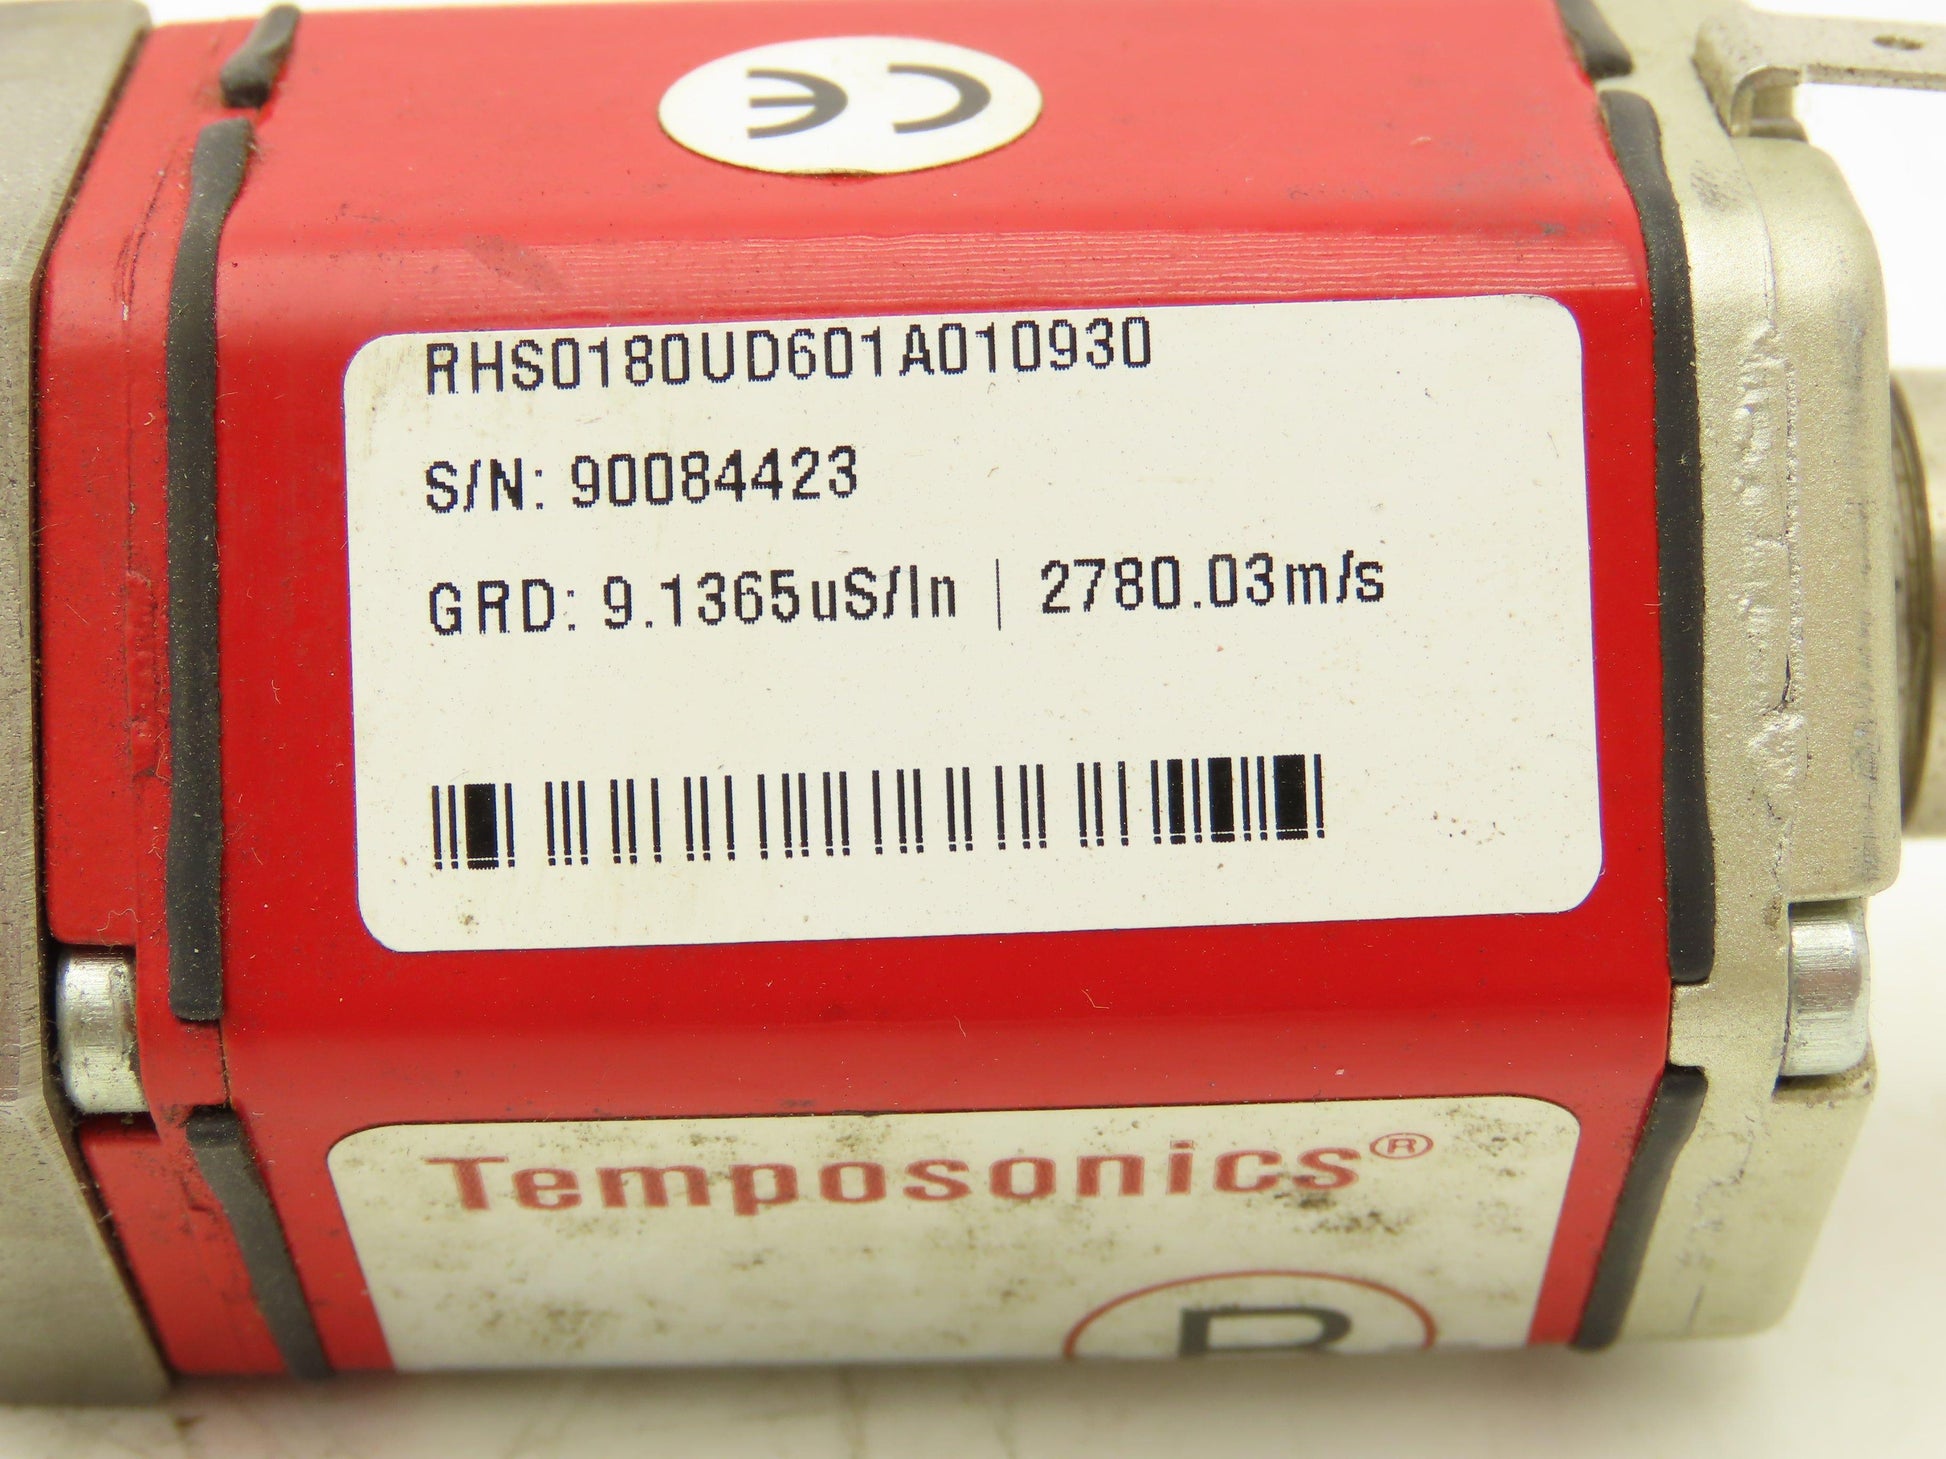 CE
RHS0180UD601A010930
S/N: 90084423
GRD: 9.1365uS/In | 2780.03m/s
Temposonics®
R